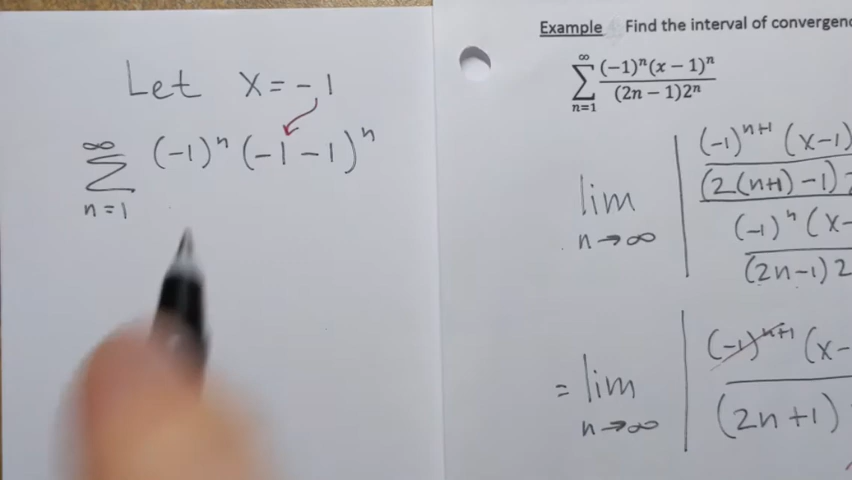 Let x = -1
∞
∑ (-1)ⁿ (-1-1)ⁿ
n=1
Example Find the interval of
∞
∑ (-1)ⁿ(x − 1)ⁿ
n=1 (2n − 1)2ⁿ
(-1)ⁿ⁺¹ (x-1)
lim (2(n+1)-1)
n→∞ (-1)ⁿ (x-
(2n-1)2
= lim (-1)ⁿ⁺¹ (x-
n→∞ (2n+1)